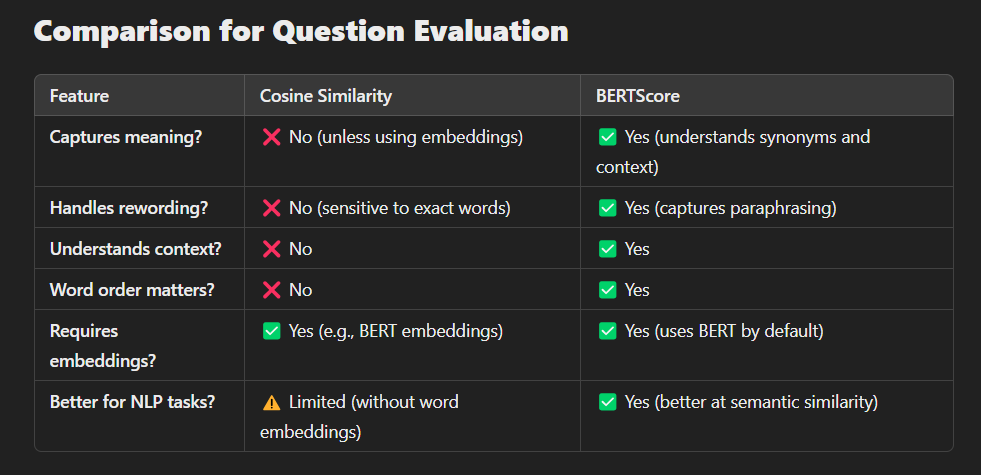 Comparison for Question Evaluation
Feature Cosine Similarity BERTScore
Captures meaning? ❌ No (unless using embeddings) ✅ Yes (understands synonyms and
context)
Handles rewording? ❌ No (sensitive to exact words) ✅ Yes (captures paraphrasing)
Understands context? ❌ No ✅ Yes
Word order matters? ❌ No ✅ Yes
Requires
embeddings? ✅ Yes (e.g., BERT embeddings) ✅ Yes (uses BERT by default)
Better for NLP tasks? ⚠️ Limited (without word
embeddings) ✅ Yes (better at semantic similarity)